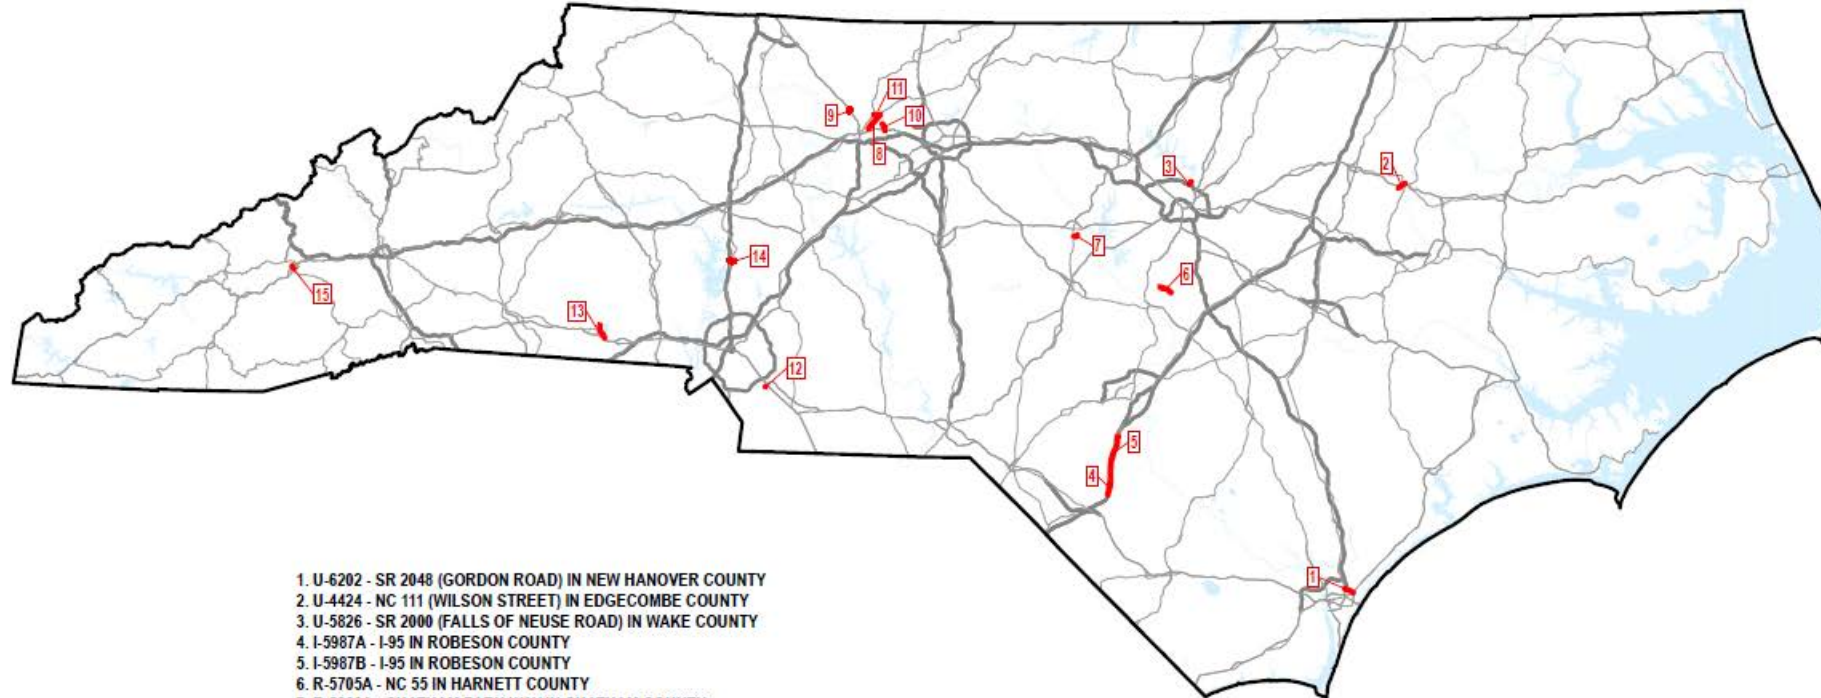 11
9
10
8
3
2
7
14
6
15
13
12
5
4
1
1. U-6202 - SR 2048 (GORDON ROAD) IN NEW HANOVER COUNTY
2. U-4424 - NC 111 (WILSON STREET) IN EDGECOMBE COUNTY
3. U-5826 - SR 2000 (FALLS OF NEUSE ROAD) IN WAKE COUNTY
4. I-5987A - I-95 IN ROBESON COUNTY
5. I-5987B - I-95 IN ROBESON COUNTY
6. R-5705A - NC 55 IN HARNETT COUNTY